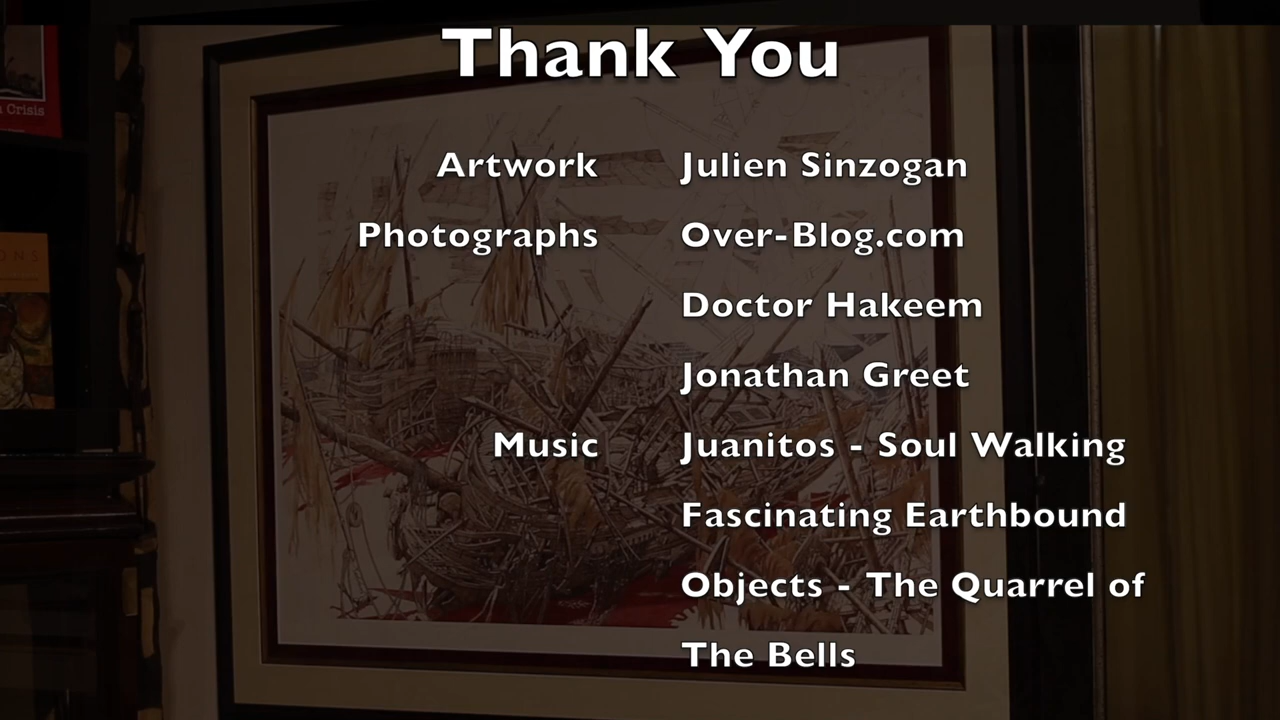 Thank You
Crisis
Artwork Julien Sinzogan
Photographs Over-Blog.com
Doctor Hakeem
Jonathan Greet
Music Juanitos - Soul Walking
Fascinating Earthbound
Objects - The Quarrel of
The Bells